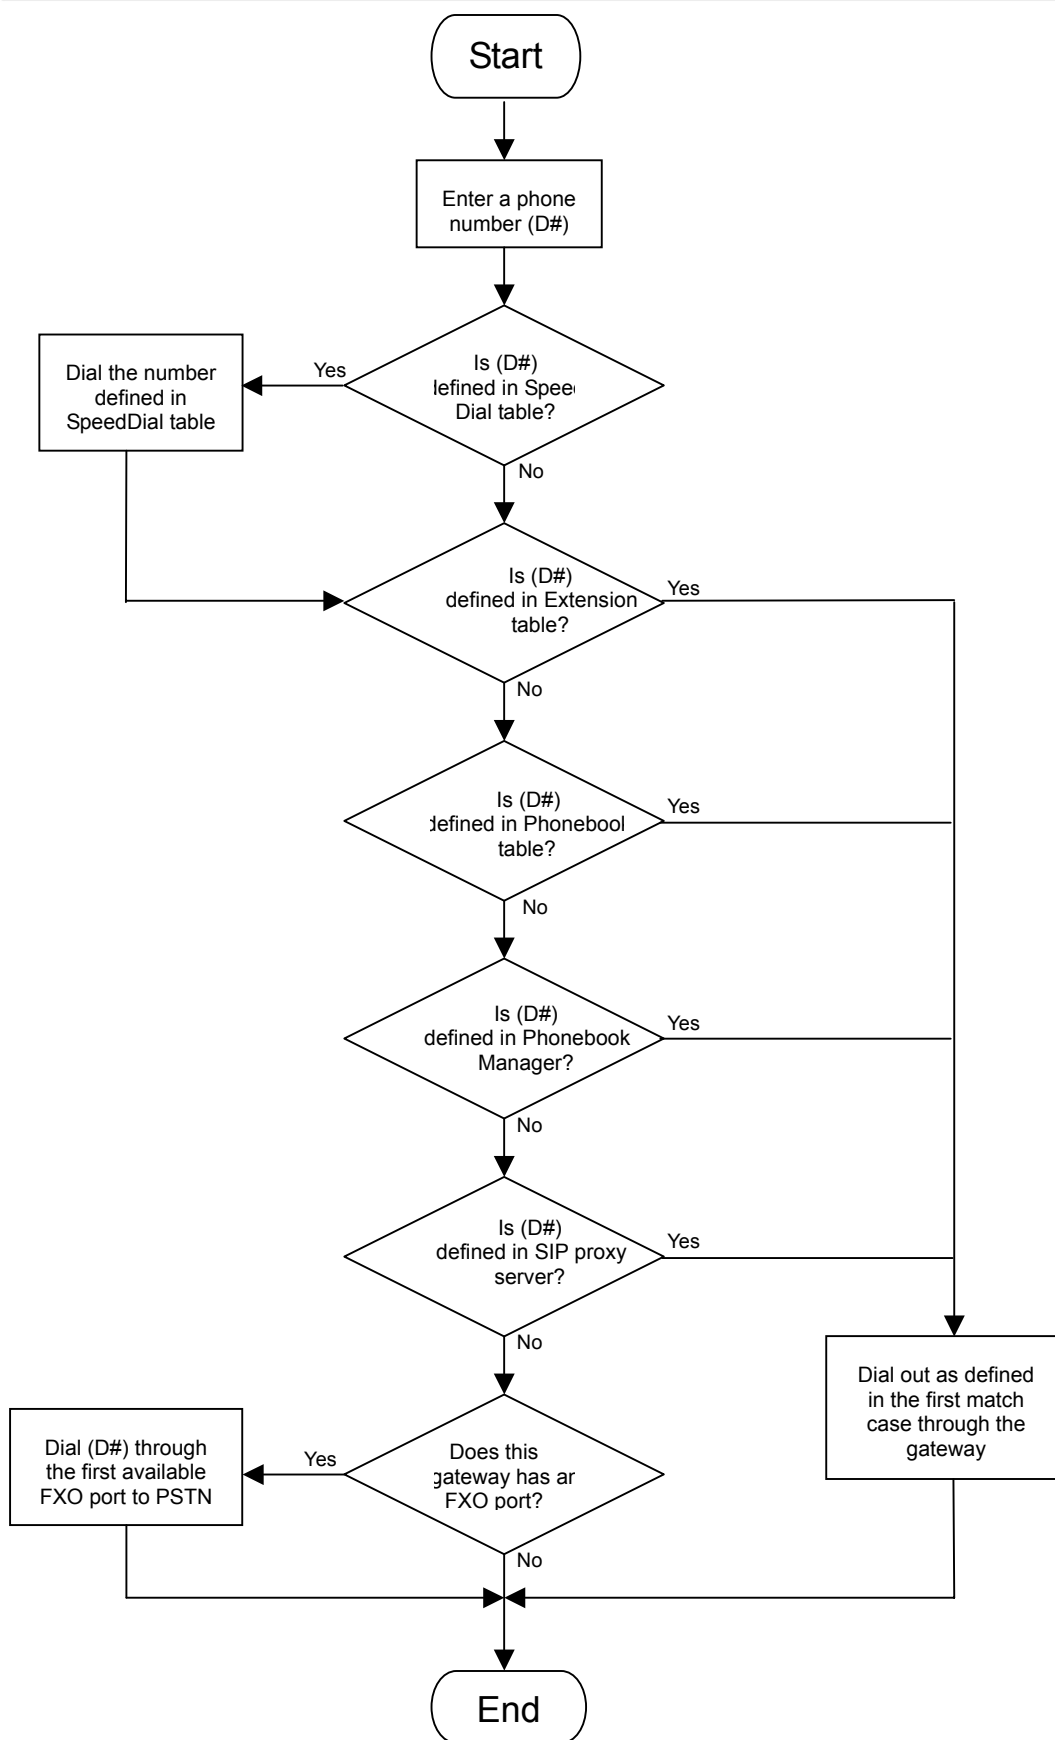 Start
Enter a phone
number (D#)
Is (D#)
defined in Spee
Dial table?
Yes
Dial the number
defined in
SpeedDial table
No
Is (D#)
defined in Extension
table?
Yes
No
Is (D#)
defined in Phonebool
table?
Yes
No
Is (D#)
defined in Phonebook
Manager?
Yes
No
Is (D#)
defined in SIP proxy
server?
Yes
No
Dial out as defined
in the first match
case through the
gateway
Does this
gateway has ar
FXO port?
Yes
Dial (D#) through
the first available
FXO port to PSTN
No
End